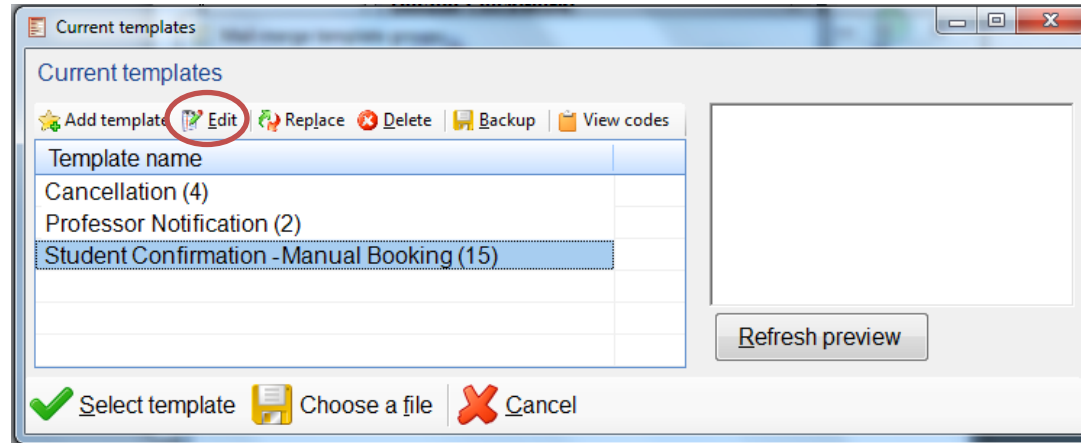 Current templates
Current templates
Add template Edit Replace Delete Backup View codes
Template name
Cancellation (4)
Professor Notification (2)
Student Confirmation - Manual Booking (15)
Refresh preview
Select template Choose a file Cancel